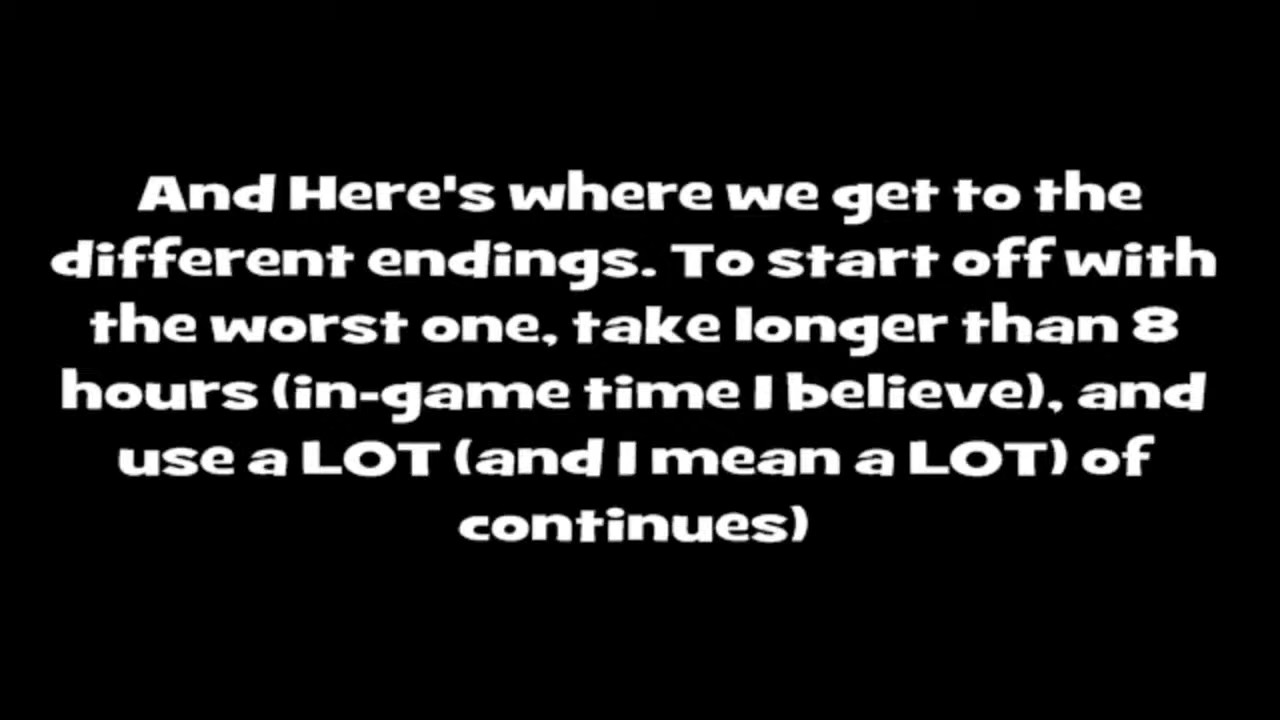 And Here's where we get to the
different endings. To start off with
the worst one, take longer than 8
hours (in-game time I believe), and
use a LOT (and I mean a LOT) of
continues)